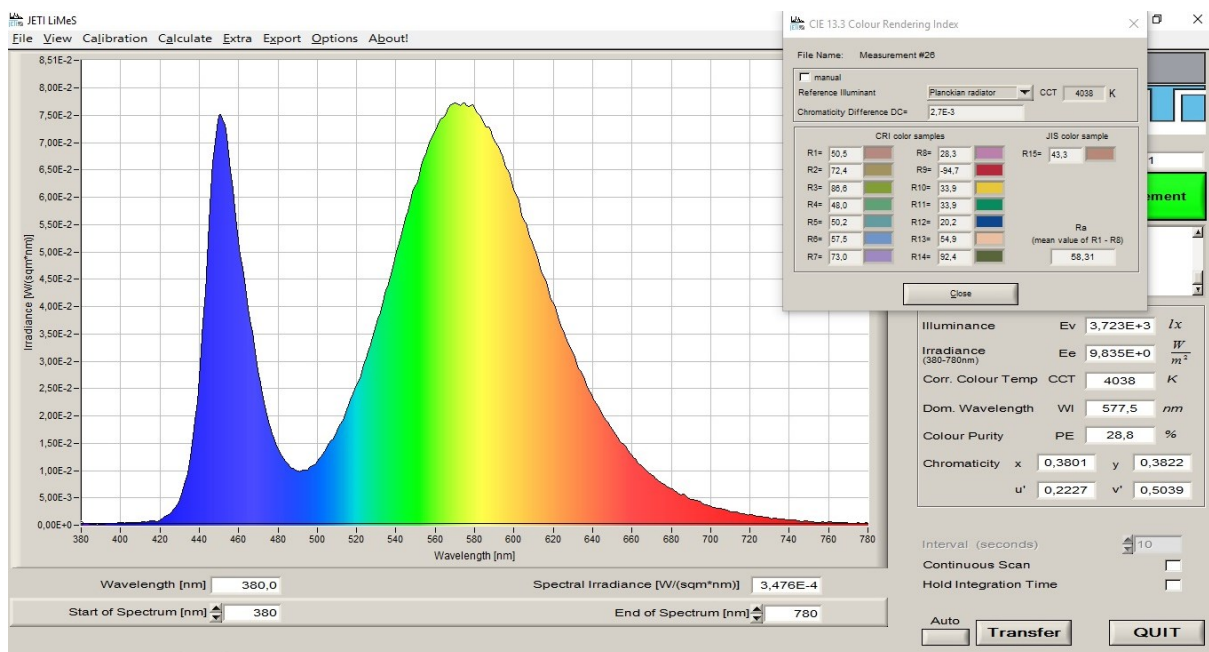 JETI LiMeS
File View Calibration Calculate Extra Export Options About!
8,51E-2
8,00E-2
7,50E-2
7,00E-2
6,50E-2
6,00E-2
5,50E-2
5,00E-2
4,50E-2
4,00E-2
3,50E-2
3,00E-2
2,50E-2
2,00E-2
1,50E-2
1,00E-2
5,00E-3
0,00E+0
Irradiance [W/(sqm*nm)]
380 400 420 440 460 480 500 520 540 560 580 600 620 640 660 680 700 720 740 760 780
Wavelength [nm]
Wavelength [nm] 380,0 Spectral Irradiance [W/(sqm*nm)] 3,476E-4
Start of Spectrum [nm] 380 End of Spectrum [nm] 780
CIE 13.3 Colour Rendering Index
File Name: Measurement #26
manual
Reference Illuminant Planckian radiator CCT 4038 K
Chromaticity Difference DC= 2,7E-3
CRI color samples JIS color sample
R1= 50,5 R8= 28,3 R15= 43,3
R2= 72,4 R9= -94,7
R3= 86,6 R10= 33,9
R4= 48,0 R11= 33,9
R5= 50,2 R12= 20,2
R6= 57,5 R13= 54,9
R7= 73,0 R14= 92,4
Ra
(mean value of R1 - R8)
58,31
Close
1
ement
Illuminance Ev 3,723E+3 lx
Irradiance (380-780nm) Ee 9,835E+0 W/m²
Corr. Colour Temp CCT 4038 K
Dom. Wavelength Wl 577,5 nm
Colour Purity PE 28,8 %
Chromaticity x 0,3801 y 0,3822
u' 0,2227 v' 0,5039
Interval (seconds) 10
Continuous Scan
Hold Integration Time
Auto
Transfer QUIT